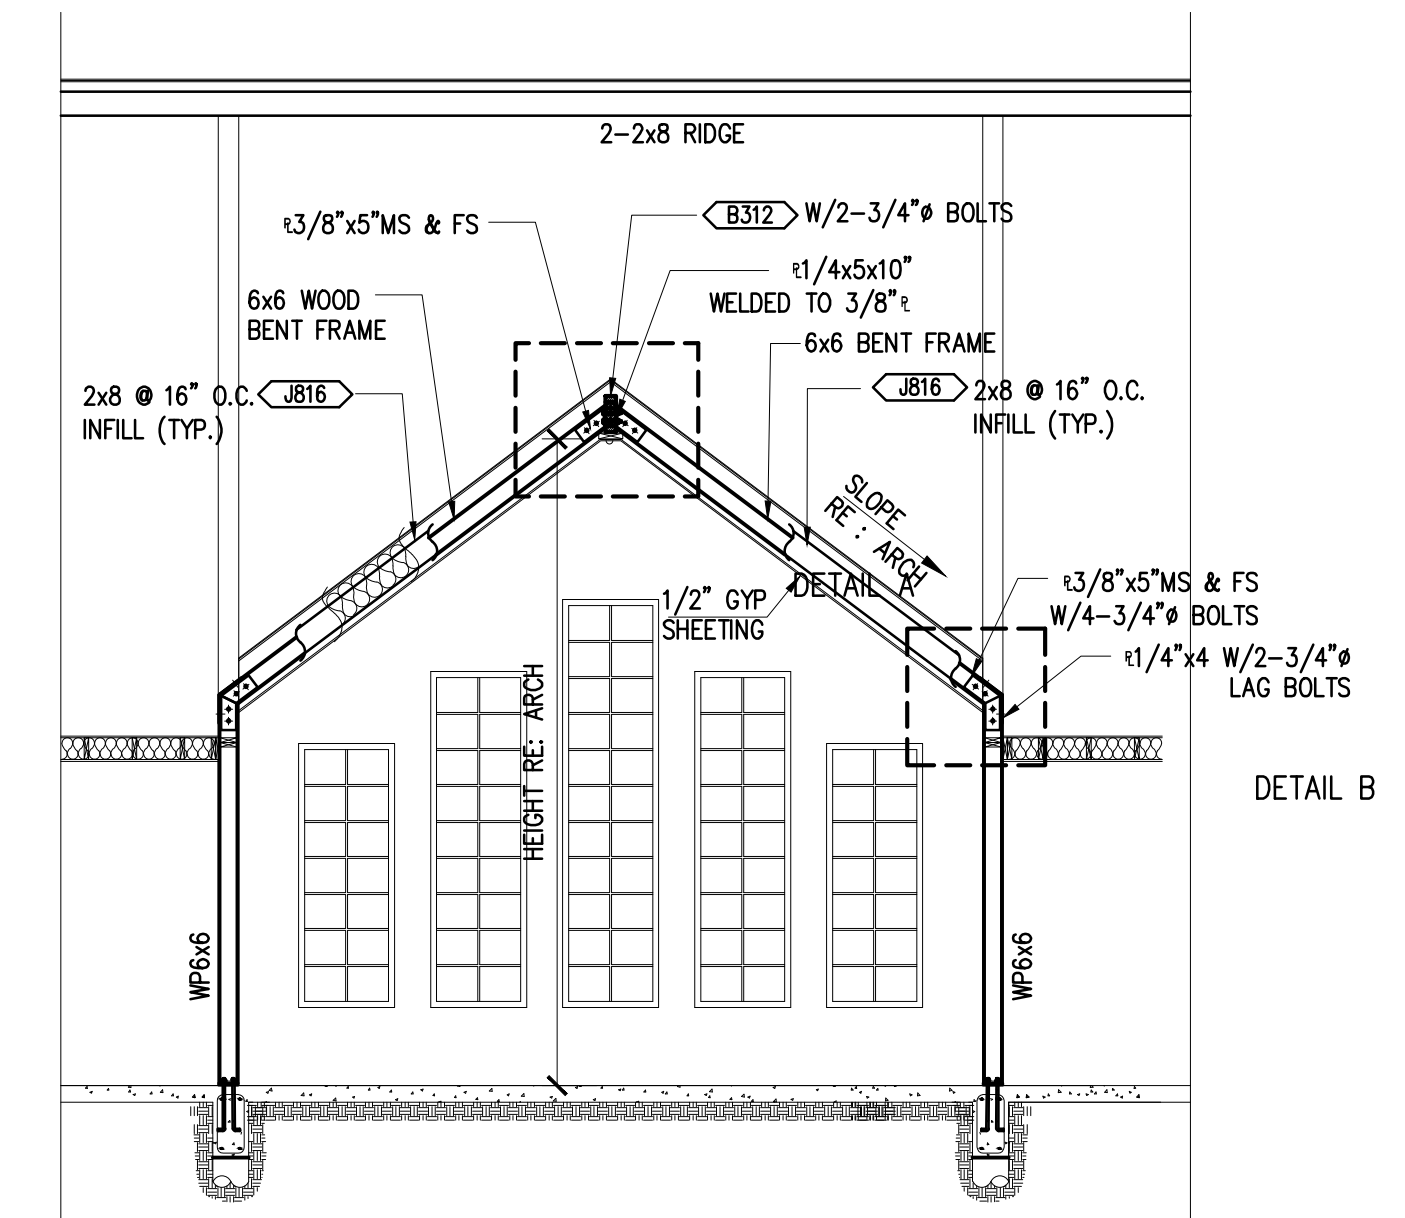 2-2x8 RIDGE
℄3/8"x5"MS & FS
B312 W/2-3/4"ø BOLTS
℄1/4x5x10"
WELDED TO 3/8"℄
6x6 WOOD
BENT FRAME
6x6 BENT FRAME
2x8 @ 16" O.C. J816
INFILL (TYP.)
J816 2x8 @ 16" O.C.
INFILL (TYP.)
SLOPE
RE : ARCH
DETAIL A
1/2" GYP
SHEETING
℄3/8"x5"MS & FS
W/4-3/4"ø BOLTS
℄1/4"x4 W/2-3/4"ø
LAG BOLTS
HEIGHT RE: ARCH
DETAIL B
WP6x6
WP6x6